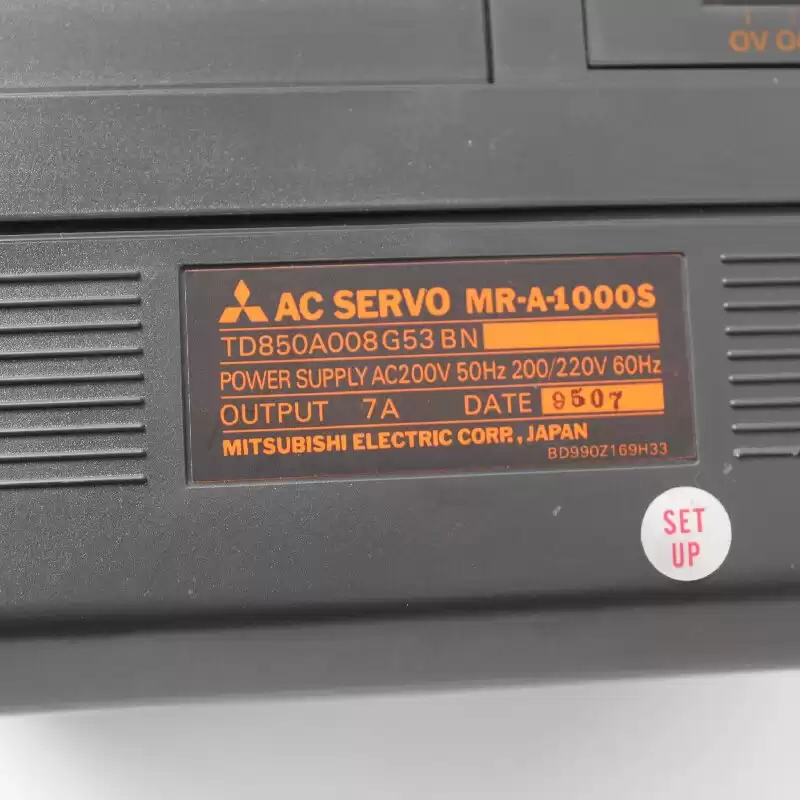 0V
AC SERVO MR-A-1000S
TD850A008G53 BN
POWER SUPPLY AC200V 50Hz 200/220V 60Hz
OUTPUT 7A DATE 9507
MITSUBISHI ELECTRIC CORP., JAPAN
BD990Z169H33
SET
UP